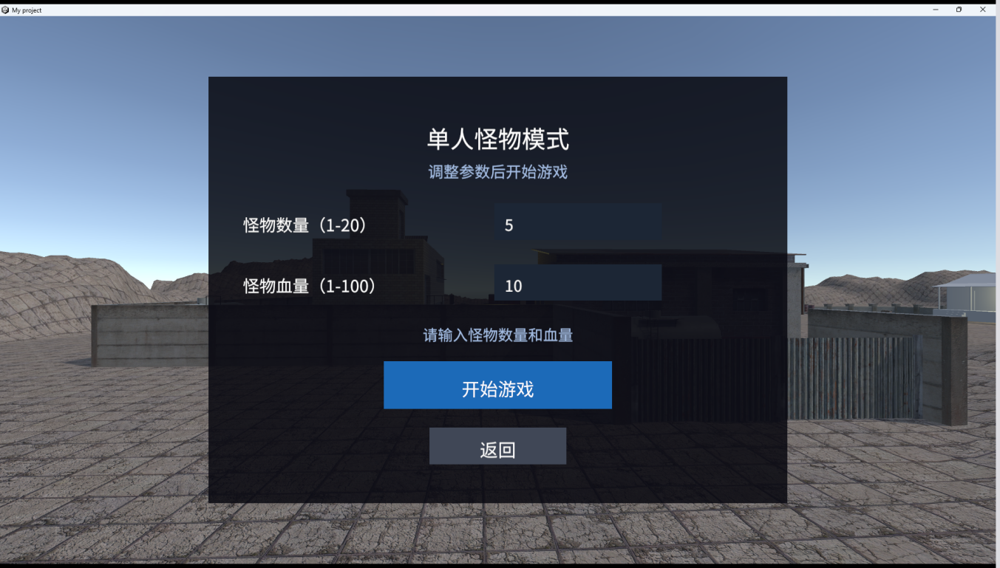 My project
单人怪物模式
调整参数后开始游戏
怪物数量（1-20） 5
怪物血量（1-100） 10
请输入怪物数量和血量
开始游戏
返回